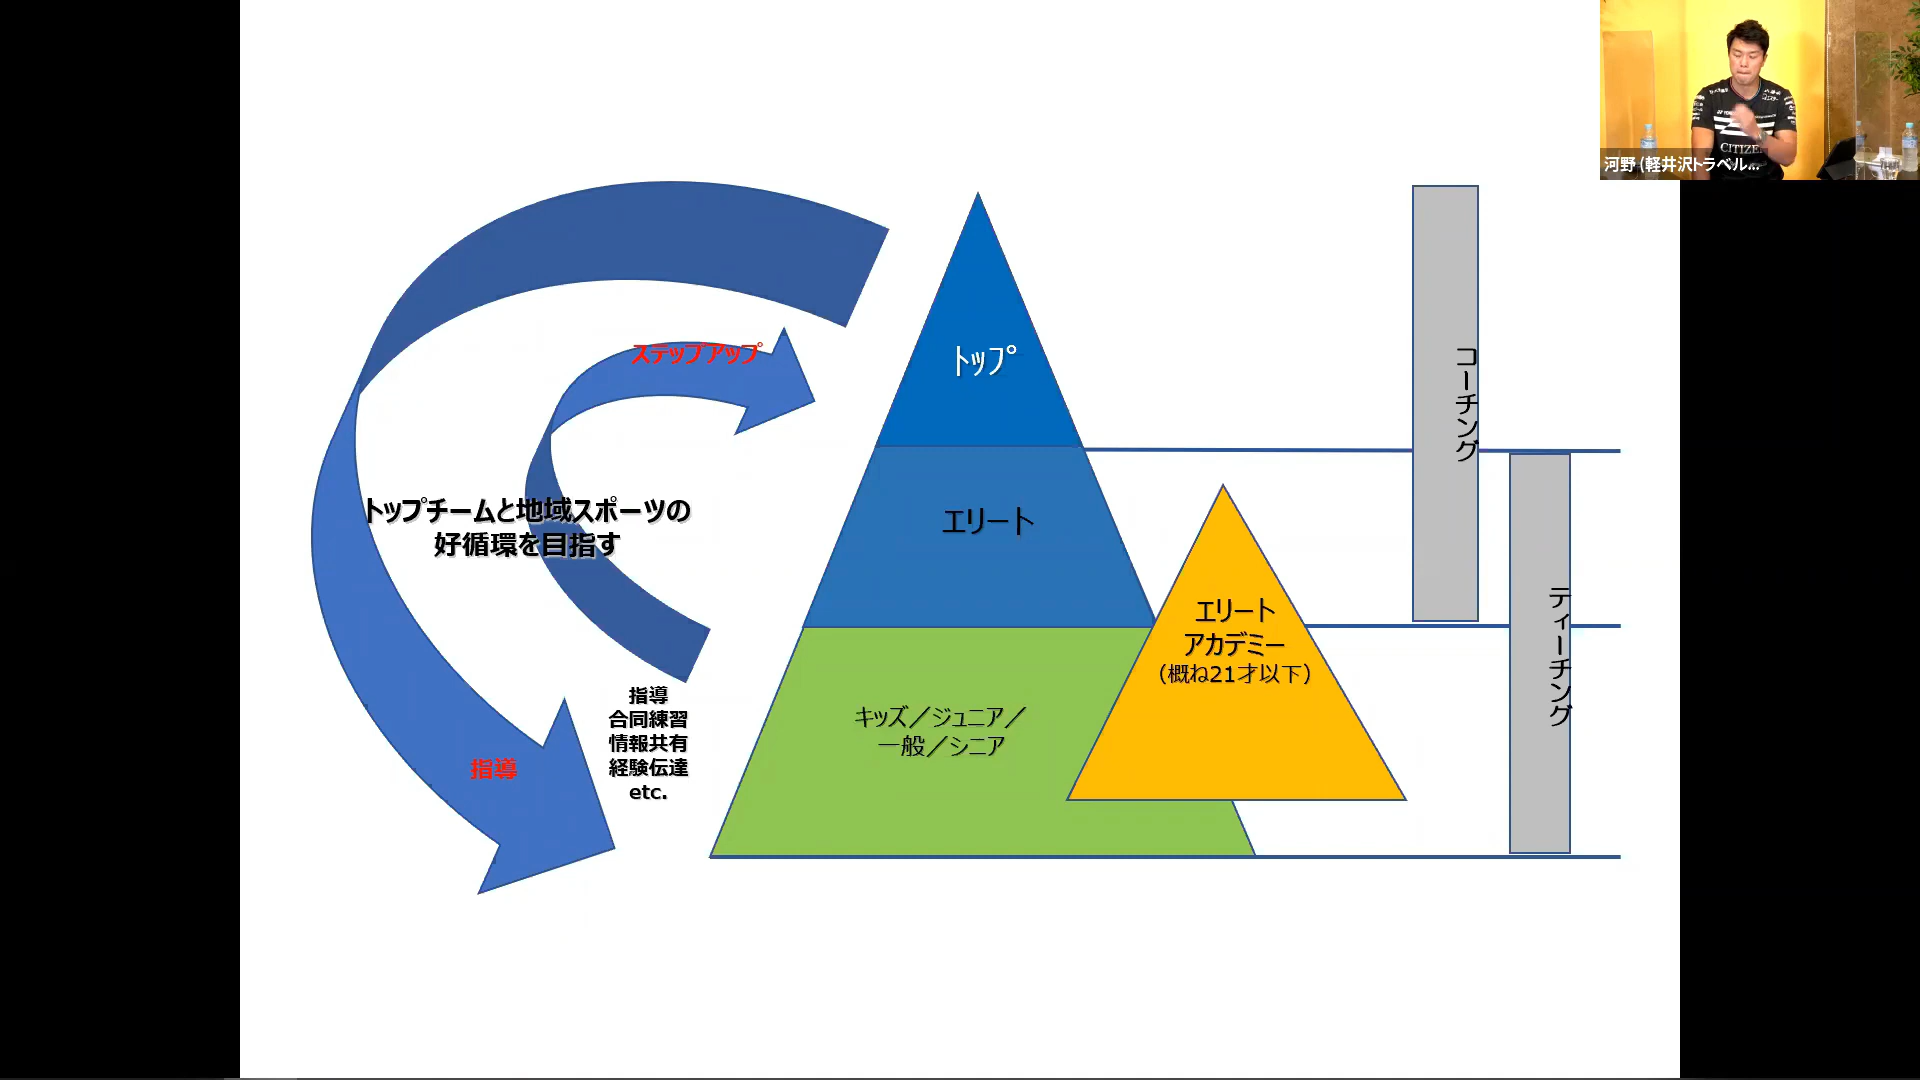 河野 (軽井沢トラベル...
CITIZEN
トップ
ステップアップ
コーチング
トップチームと地域スポーツの
好循環を目指す
エリート
エリート
アカデミー
(概ね21才以下)
ティーチング
指導
合同練習
情報共有
経験伝達
etc.
キッズ／ジュニア／
一般／シニア
指導